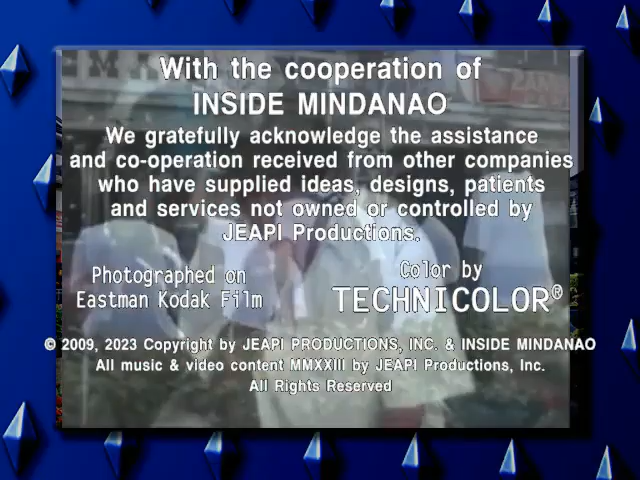 With the cooperation of
INSIDE MINDANAO
We gratefully acknowledge the assistance
and co-operation received from other companies
who have supplied ideas, designs, patients
and services not owned or controlled by
JEAPI Productions.
Photographed on
Eastman Kodak Film
Color by
TECHNICOLOR®
© 2009, 2023 Copyright by JEAPI PRODUCTIONS, INC. & INSIDE MINDANAO
All music & video content MMXXIII by JEAPI Productions, Inc.
All Rights Reserved